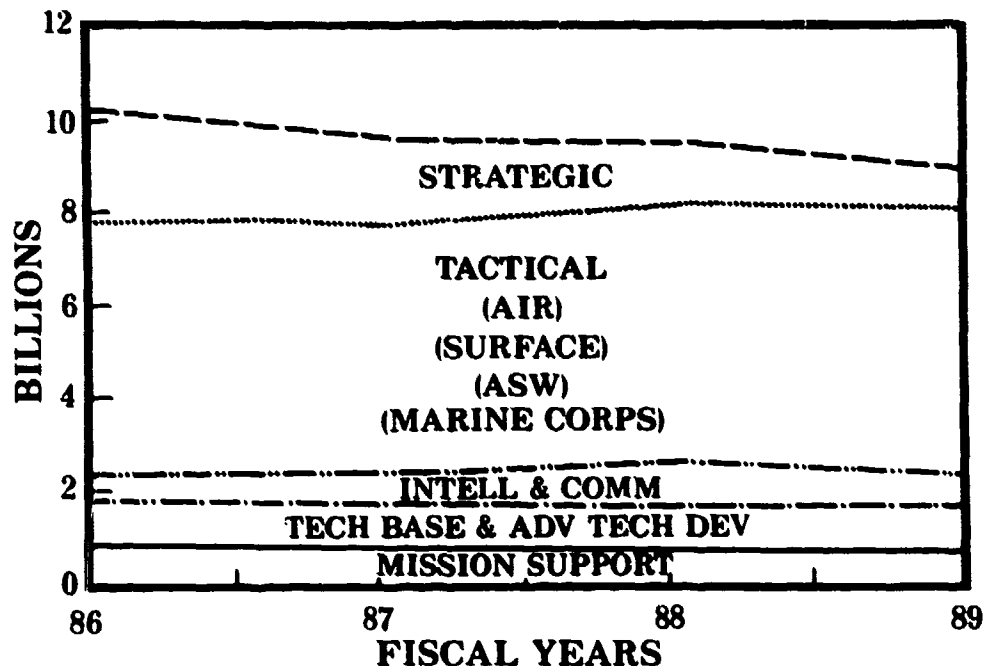 12
10
8
6
4
2
0
BILLIONS
STRATEGIC
TACTICAL
(AIR)
(SURFACE)
(ASW)
(MARINE CORPS)
INTELL & COMM
TECH BASE & ADV TECH DEV
MISSION SUPPORT
86 87 88 89
FISCAL YEARS